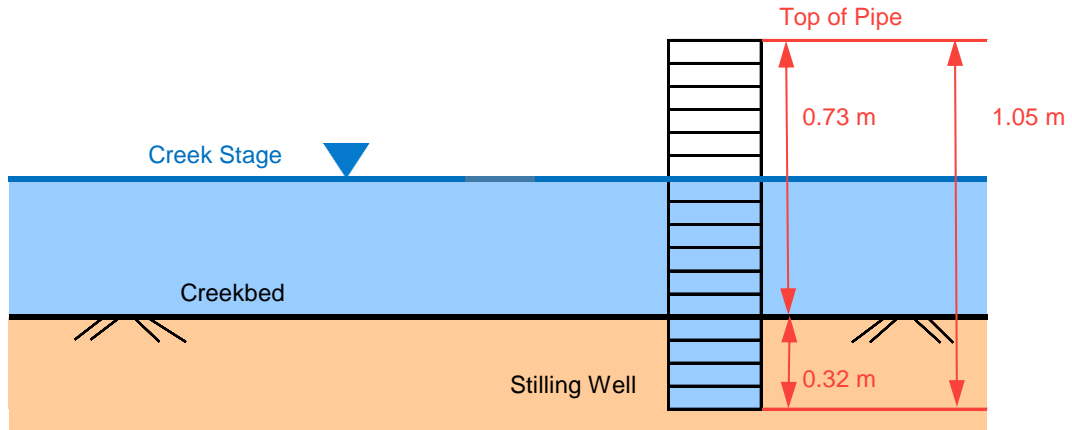 Top of Pipe
0.73 m
1.05 m
Creek Stage
Creekbed
0.32 m
Stilling Well